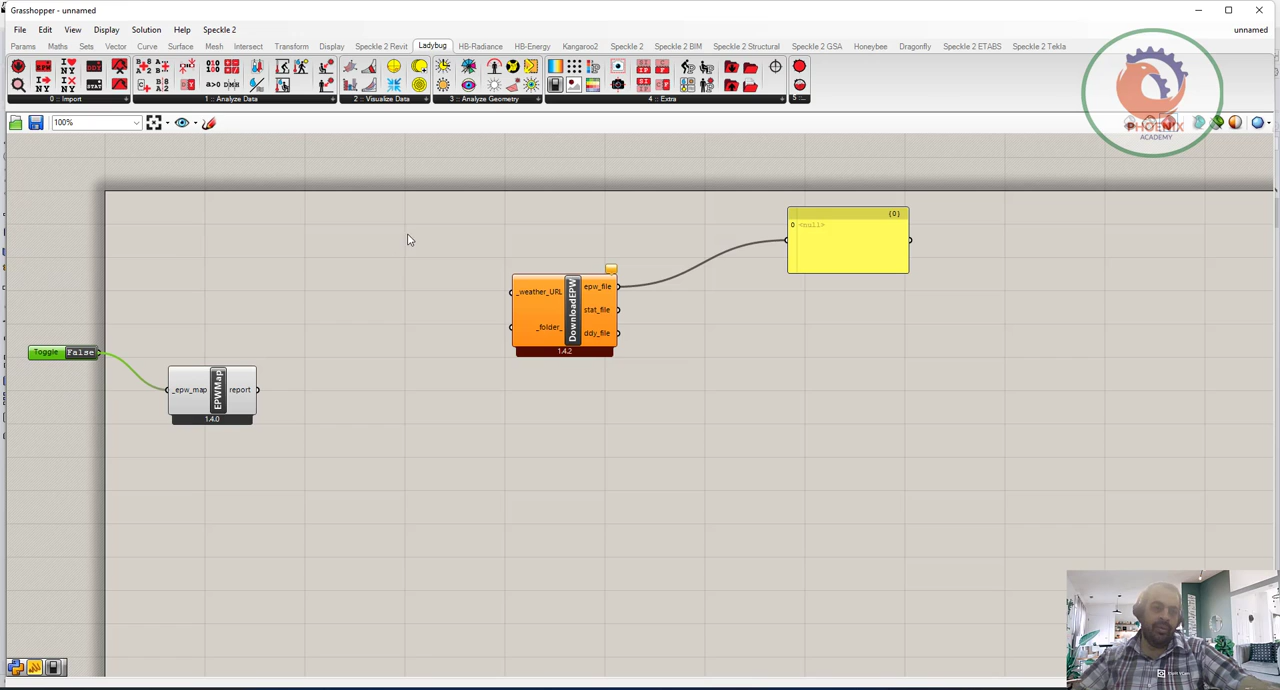 Grasshopper - unnamed
File Edit View Display Solution Help Speckle 2
unnamed
Params Maths Sets Vector Curve Surface Mesh Intersect Transform Display Speckle 2 Revit Ladybug HB-Radiance HB-Energy Kangaroo2 Speckle 2 Speckle 2 BIM Speckle 2 Structural Speckle 2 GSA Honeybee Dragonfly Speckle 2 ETABS Speckle 2 Tekla
0 :: Import 1 :: Analyze Data 2 :: Visualize Data 3 :: Analyze Geometry 4 :: Extra 5 ::
100%
PHOENIX
ACADEMY
{0}
0 <null>
_weather_URL
_folder_
DownloadEPW
epw_file
stat_file
ddy_file
1.4.2
Toggle False
_epw_map EPWMap report
1.4.0